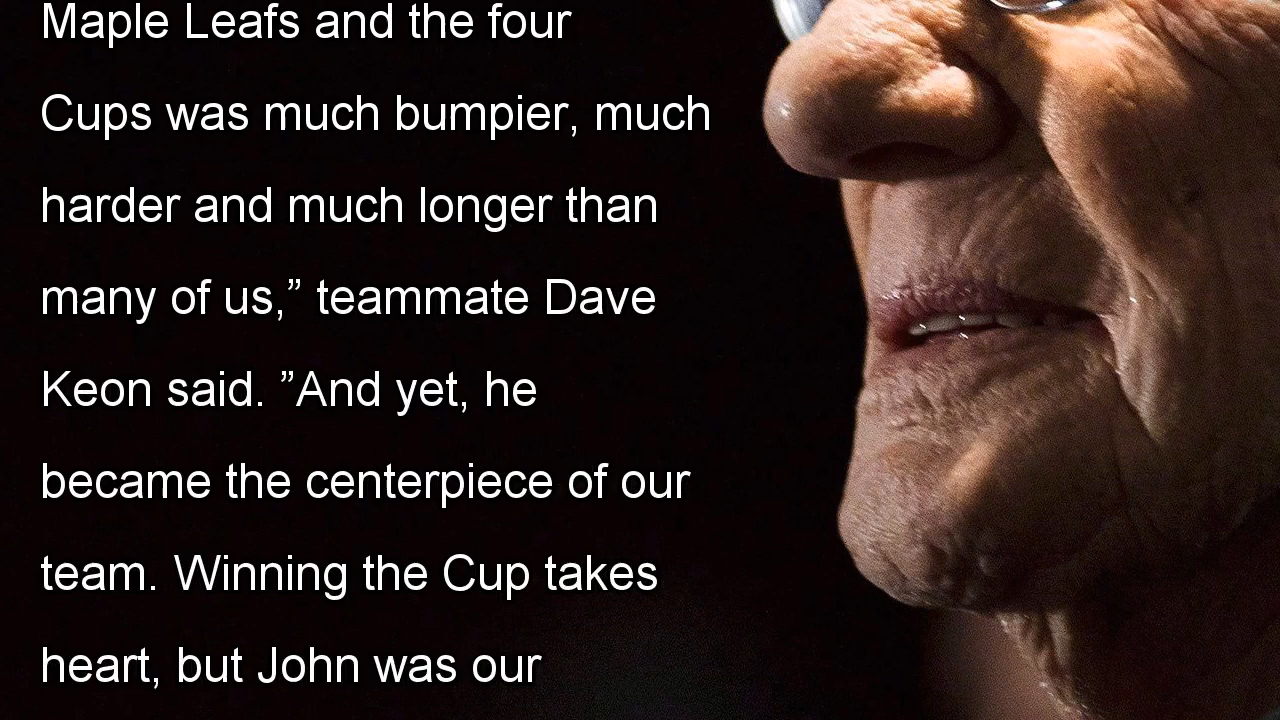 Maple Leafs and the four
Cups was much bumpier, much
harder and much longer than
many of us,” teammate Dave
Keon said. ”And yet, he
became the centerpiece of our
team. Winning the Cup takes
heart, but John was our